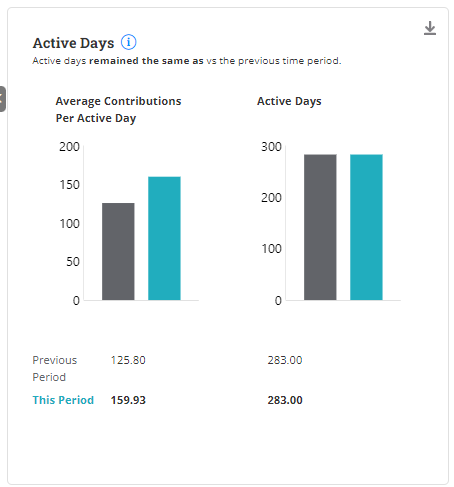 Active Days
Active days remained the same as vs the previous time period.
Average Contributions
Per Active Day
200
150
100
50
0
Active Days
300
200
100
0
Previous
Period
125.80
283.00
This Period
159.93
283.00